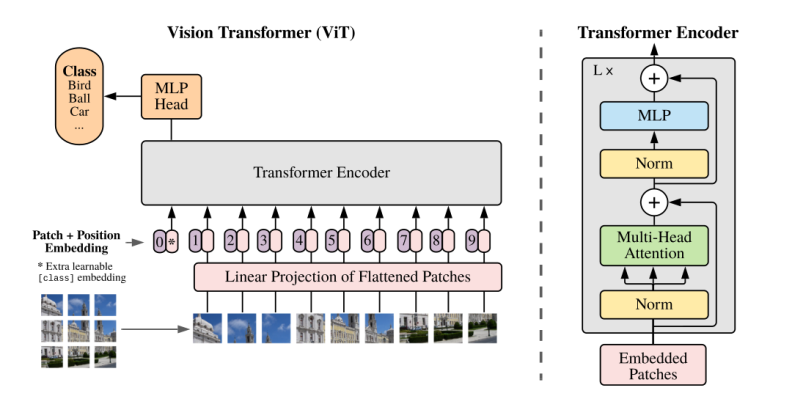 Vision Transformer (ViT)
Class
Bird
Ball
Car
...
MLP
Head
Transformer Encoder
Patch + Position
Embedding
0 * 1 2 3 4 5 6 7 8 9
* Extra learnable
[class] embedding
Linear Projection of Flattened Patches
Transformer Encoder
L ×
+
MLP
Norm
+
Multi-Head
Attention
Norm
Embedded
Patches